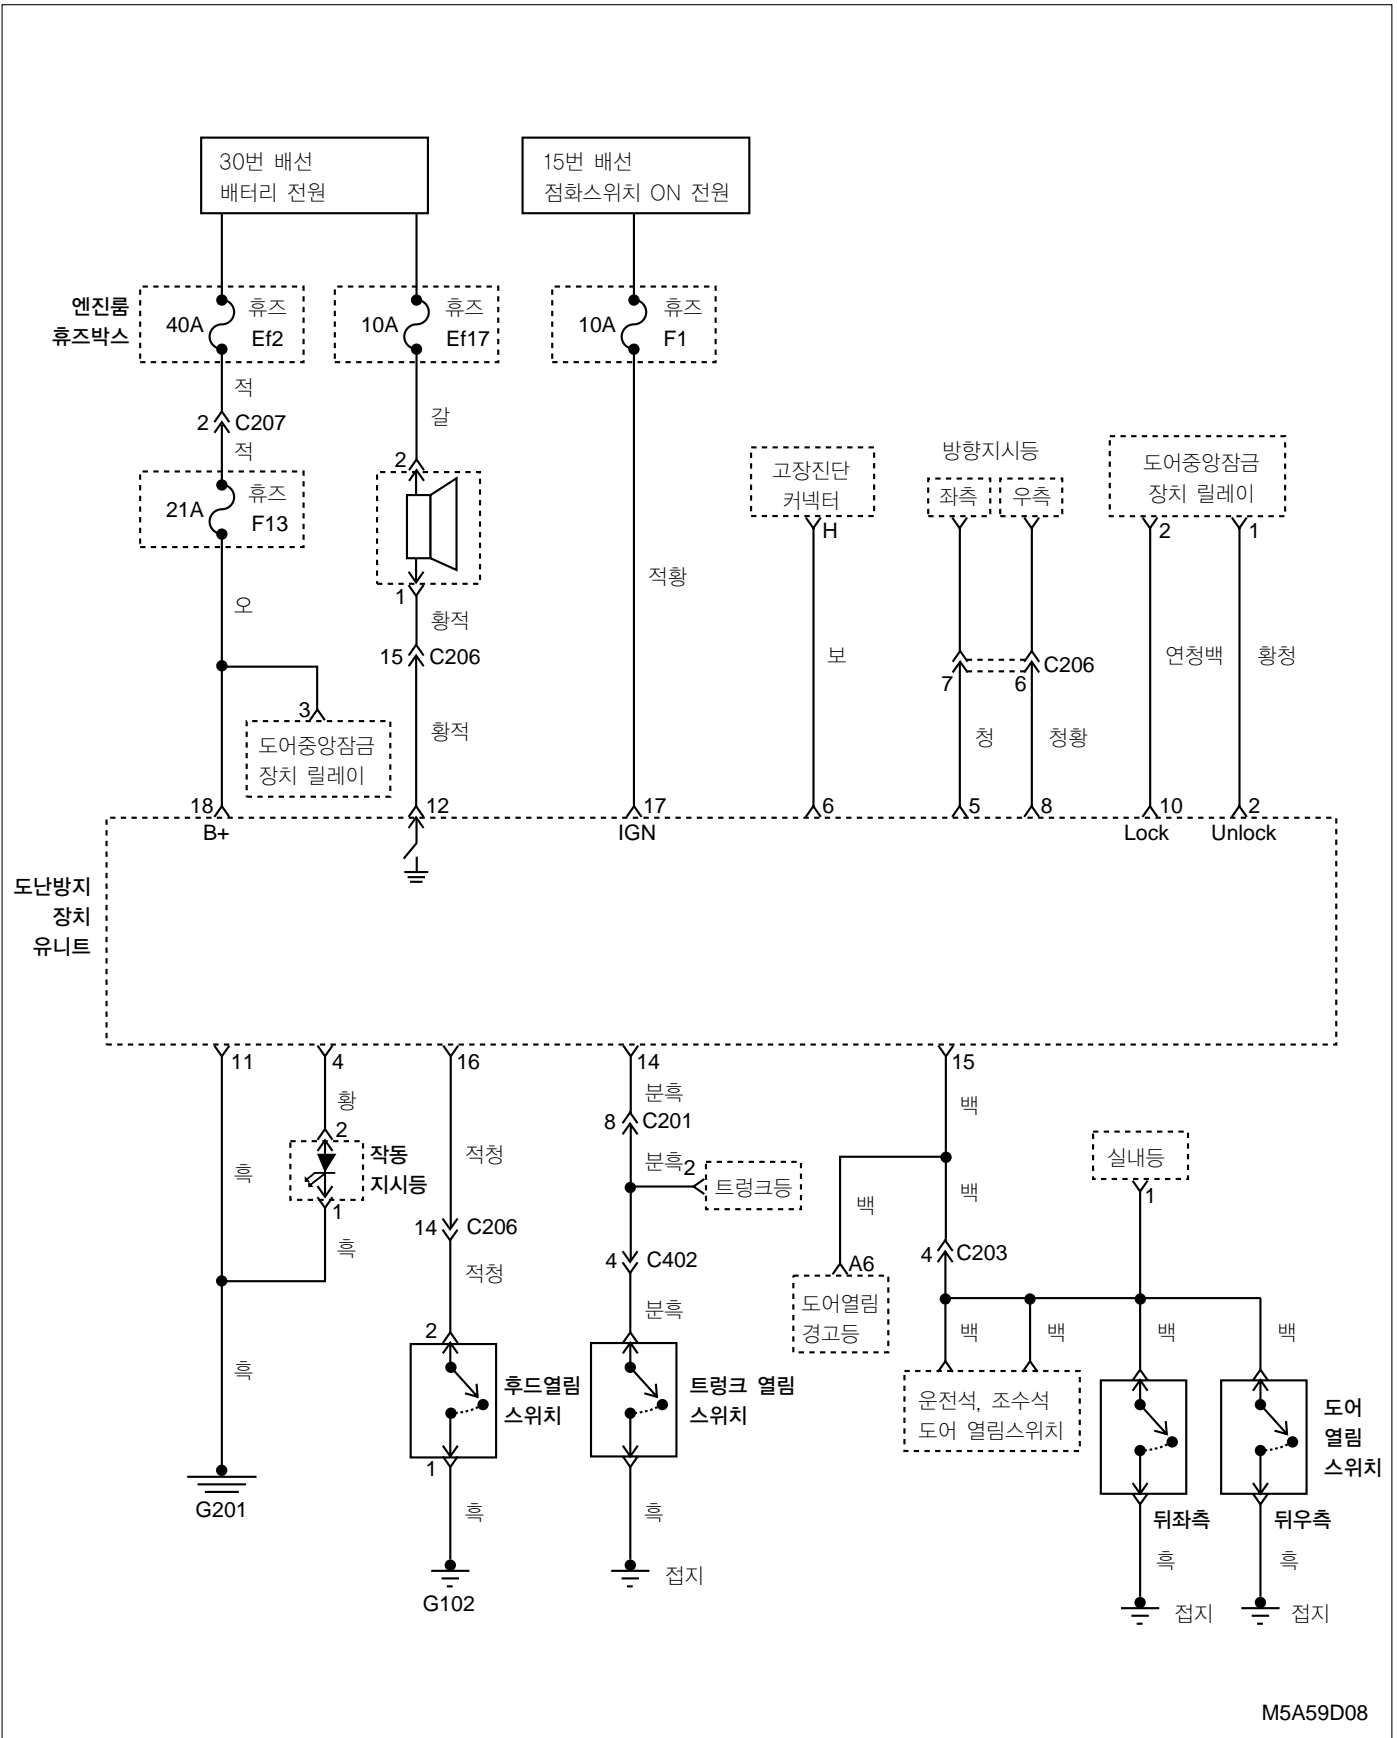 30번 배선
배터리 전원
15번 배선
점화스위치 ON 전원
엔진룸
휴즈박스
40A
휴즈
Ef2
10A
휴즈
Ef17
10A
휴즈
F1
적
2
C207
적
21A
휴즈
F13
갈
2
1
황적
15
C206
황적
오
3
도어중앙잠금
장치 릴레이
적황
고장진단
커넥터
H
보
방향지시등
좌측
우측
7
6
C206
청
청황
도어중앙잠금
장치 릴레이
2
1
연청백
황청
18
B+
12
17
IGN
6
5
8
10
Lock
2
Unlock
도난방지
장치
유니트
11
4
16
14
15
황
2
작동
지시등
1
흑
흑
흑
G201
적청
14
C206
적청
2
후드열림
스위치
1
흑
G102
분흑
8
C201
분흑
2
트렁크등
4
C402
분흑
트렁크 열림
스위치
흑
접지
백
백
백
A6
도어열림
경고등
4
C203
실내등
1
백
백
백
백
운전석, 조수석
도어 열림스위치
도어
열림
스위치
뒤좌측
뒤우측
흑
흑
접지
접지
M5A59D08